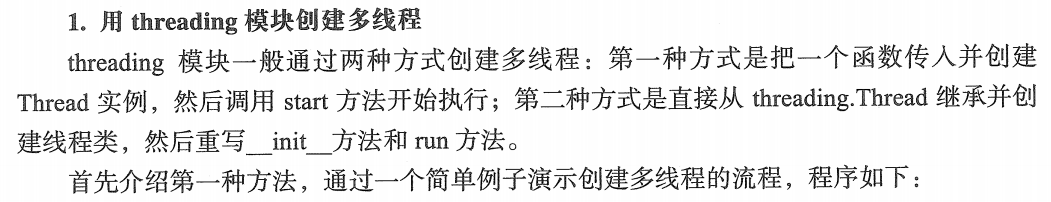 1. 用 threading 模块创建多线程
threading 模块一般通过两种方式创建多线程：第一种方式是把一个函数传入并创建
Thread 实例，然后调用 start 方法开始执行；第二种方式是直接从 threading.Thread 继承并创
建线程类，然后重写__init__方法和 run 方法。
首先介绍第一种方法，通过一个简单例子演示创建多线程的流程，程序如下：